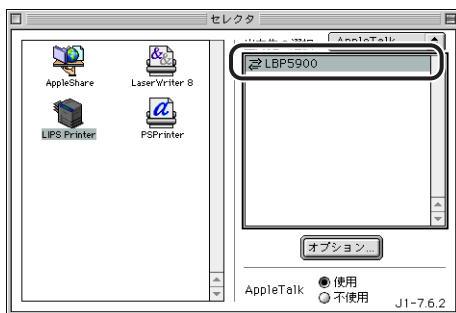 セレクタ
AppleShare
LaserWriter 8
LIPS Printer
PSPrinter
AppleTalk
LBP5900
オプション...
AppleTalk
使用
不使用
J1-7.6.2